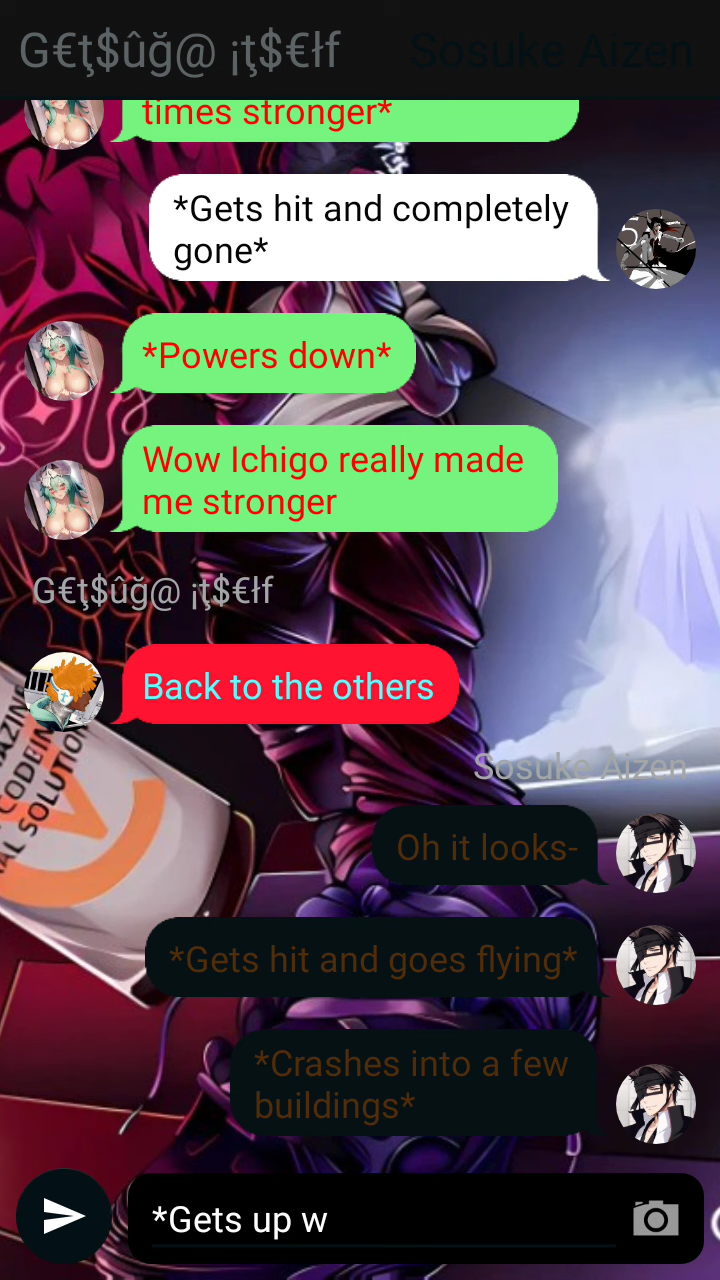 G€ţ$ûğ@ ¡ţ$€łf Sosuke Aizen
times stronger*
*Gets hit and completely
gone*
*Powers down*
Wow Ichigo really made
me stronger
G€ţ$ûğ@ ¡ţ$€łf
Back to the others
Sosuke Aizen
Oh it looks-
*Gets hit and goes flying*
*Crashes into a few
buildings*
*Gets up w